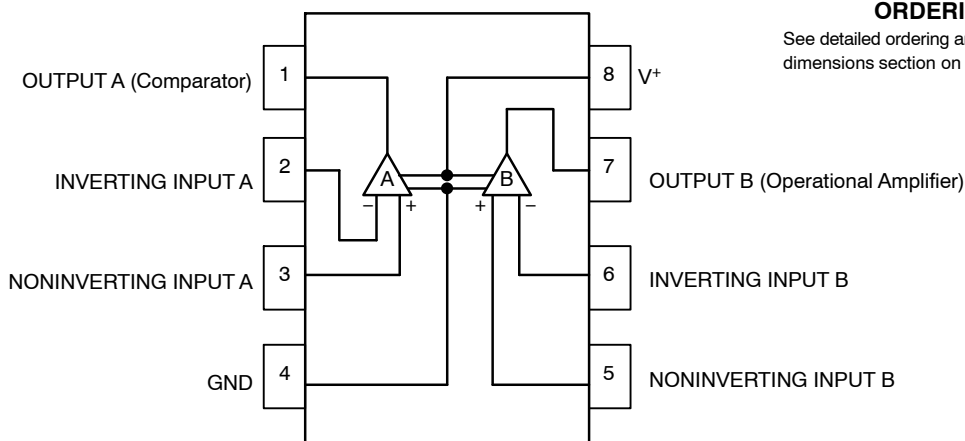 ORDERI
See detailed ordering a
dimensions section on
OUTPUT A (Comparator)
1
8
V+
INVERTING INPUT A
2
7
OUTPUT B (Operational Amplifier)
A
B
−
+
+
−
NONINVERTING INPUT A
3
6
INVERTING INPUT B
GND
4
5
NONINVERTING INPUT B